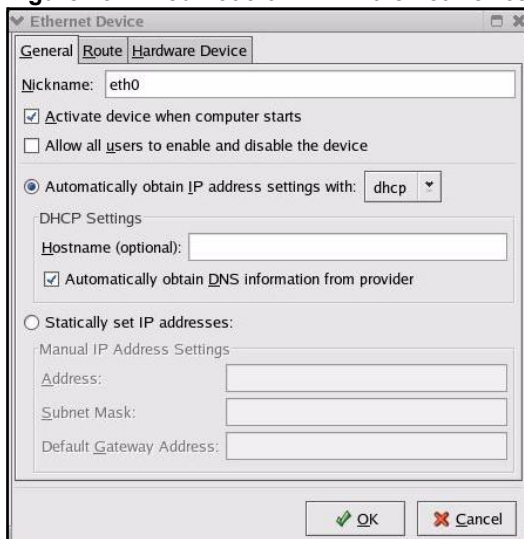 Ethernet Device
General Route Hardware Device
Nickname: eth0
Activate device when computer starts
Allow all users to enable and disable the device
Automatically obtain IP address settings with: dhcp
DHCP Settings
Hostname (optional):
Automatically obtain DNS information from provider
Statically set IP addresses:
Manual IP Address Settings
Address:
Subnet Mask:
Default Gateway Address:
OK Cancel